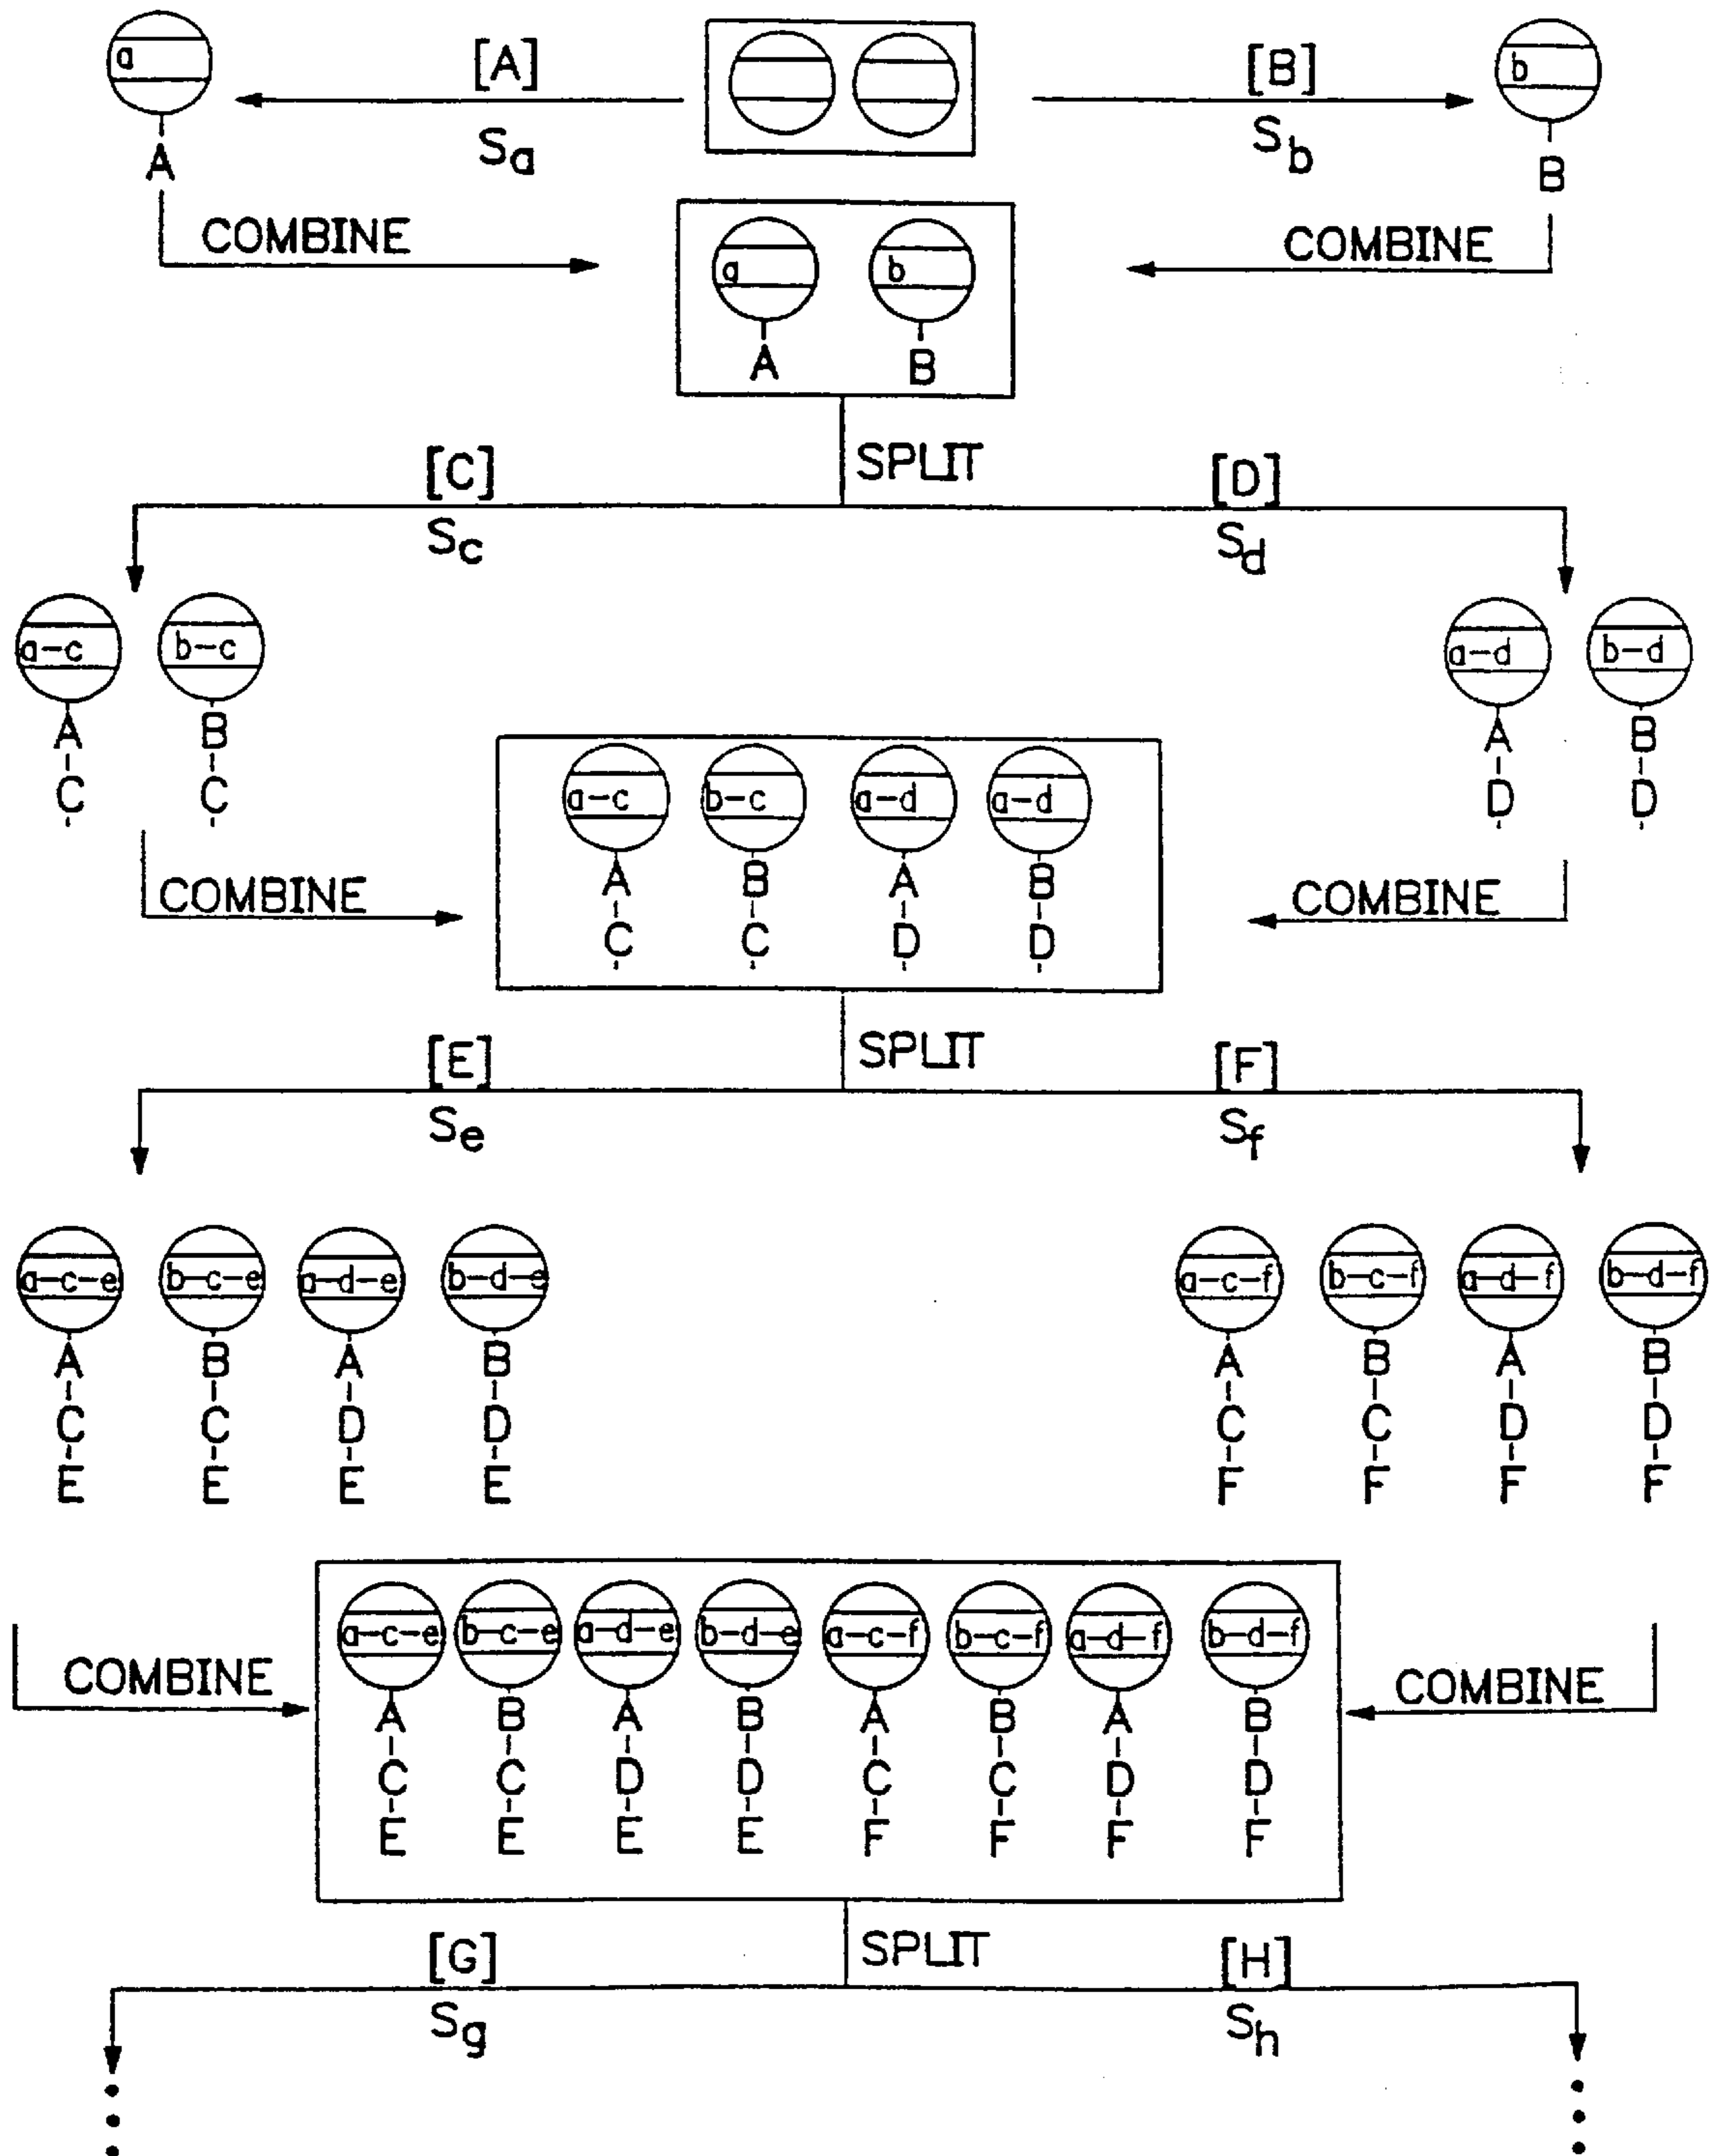 a [A] b [B]
Sa Sb
A B
COMBINE COMBINE
a b
A B
[C] SPLIT [D]
Sc Sd
a-c b-c a-d b-d
A B A B
C C D D
a-c b-c a-d a-d
A B A B
COMBINE COMBINE
C C D D
[E] SPLIT [F]
Se Sf
a-c-e b-c-e a-d-e b-d-e a-c-f b-c-f a-d-f b-d-f
A B A B A B A B
C C D D C C D D
E E E E F F F F
a-c-e b-c-e a-d-e b-d-e a-c-f b-c-f a-d-f b-d-f
COMBINE COMBINE
A B A B A B A B
C C D D C C D D
E E E E F F F F
[G] SPLIT [H]
Sg Sh